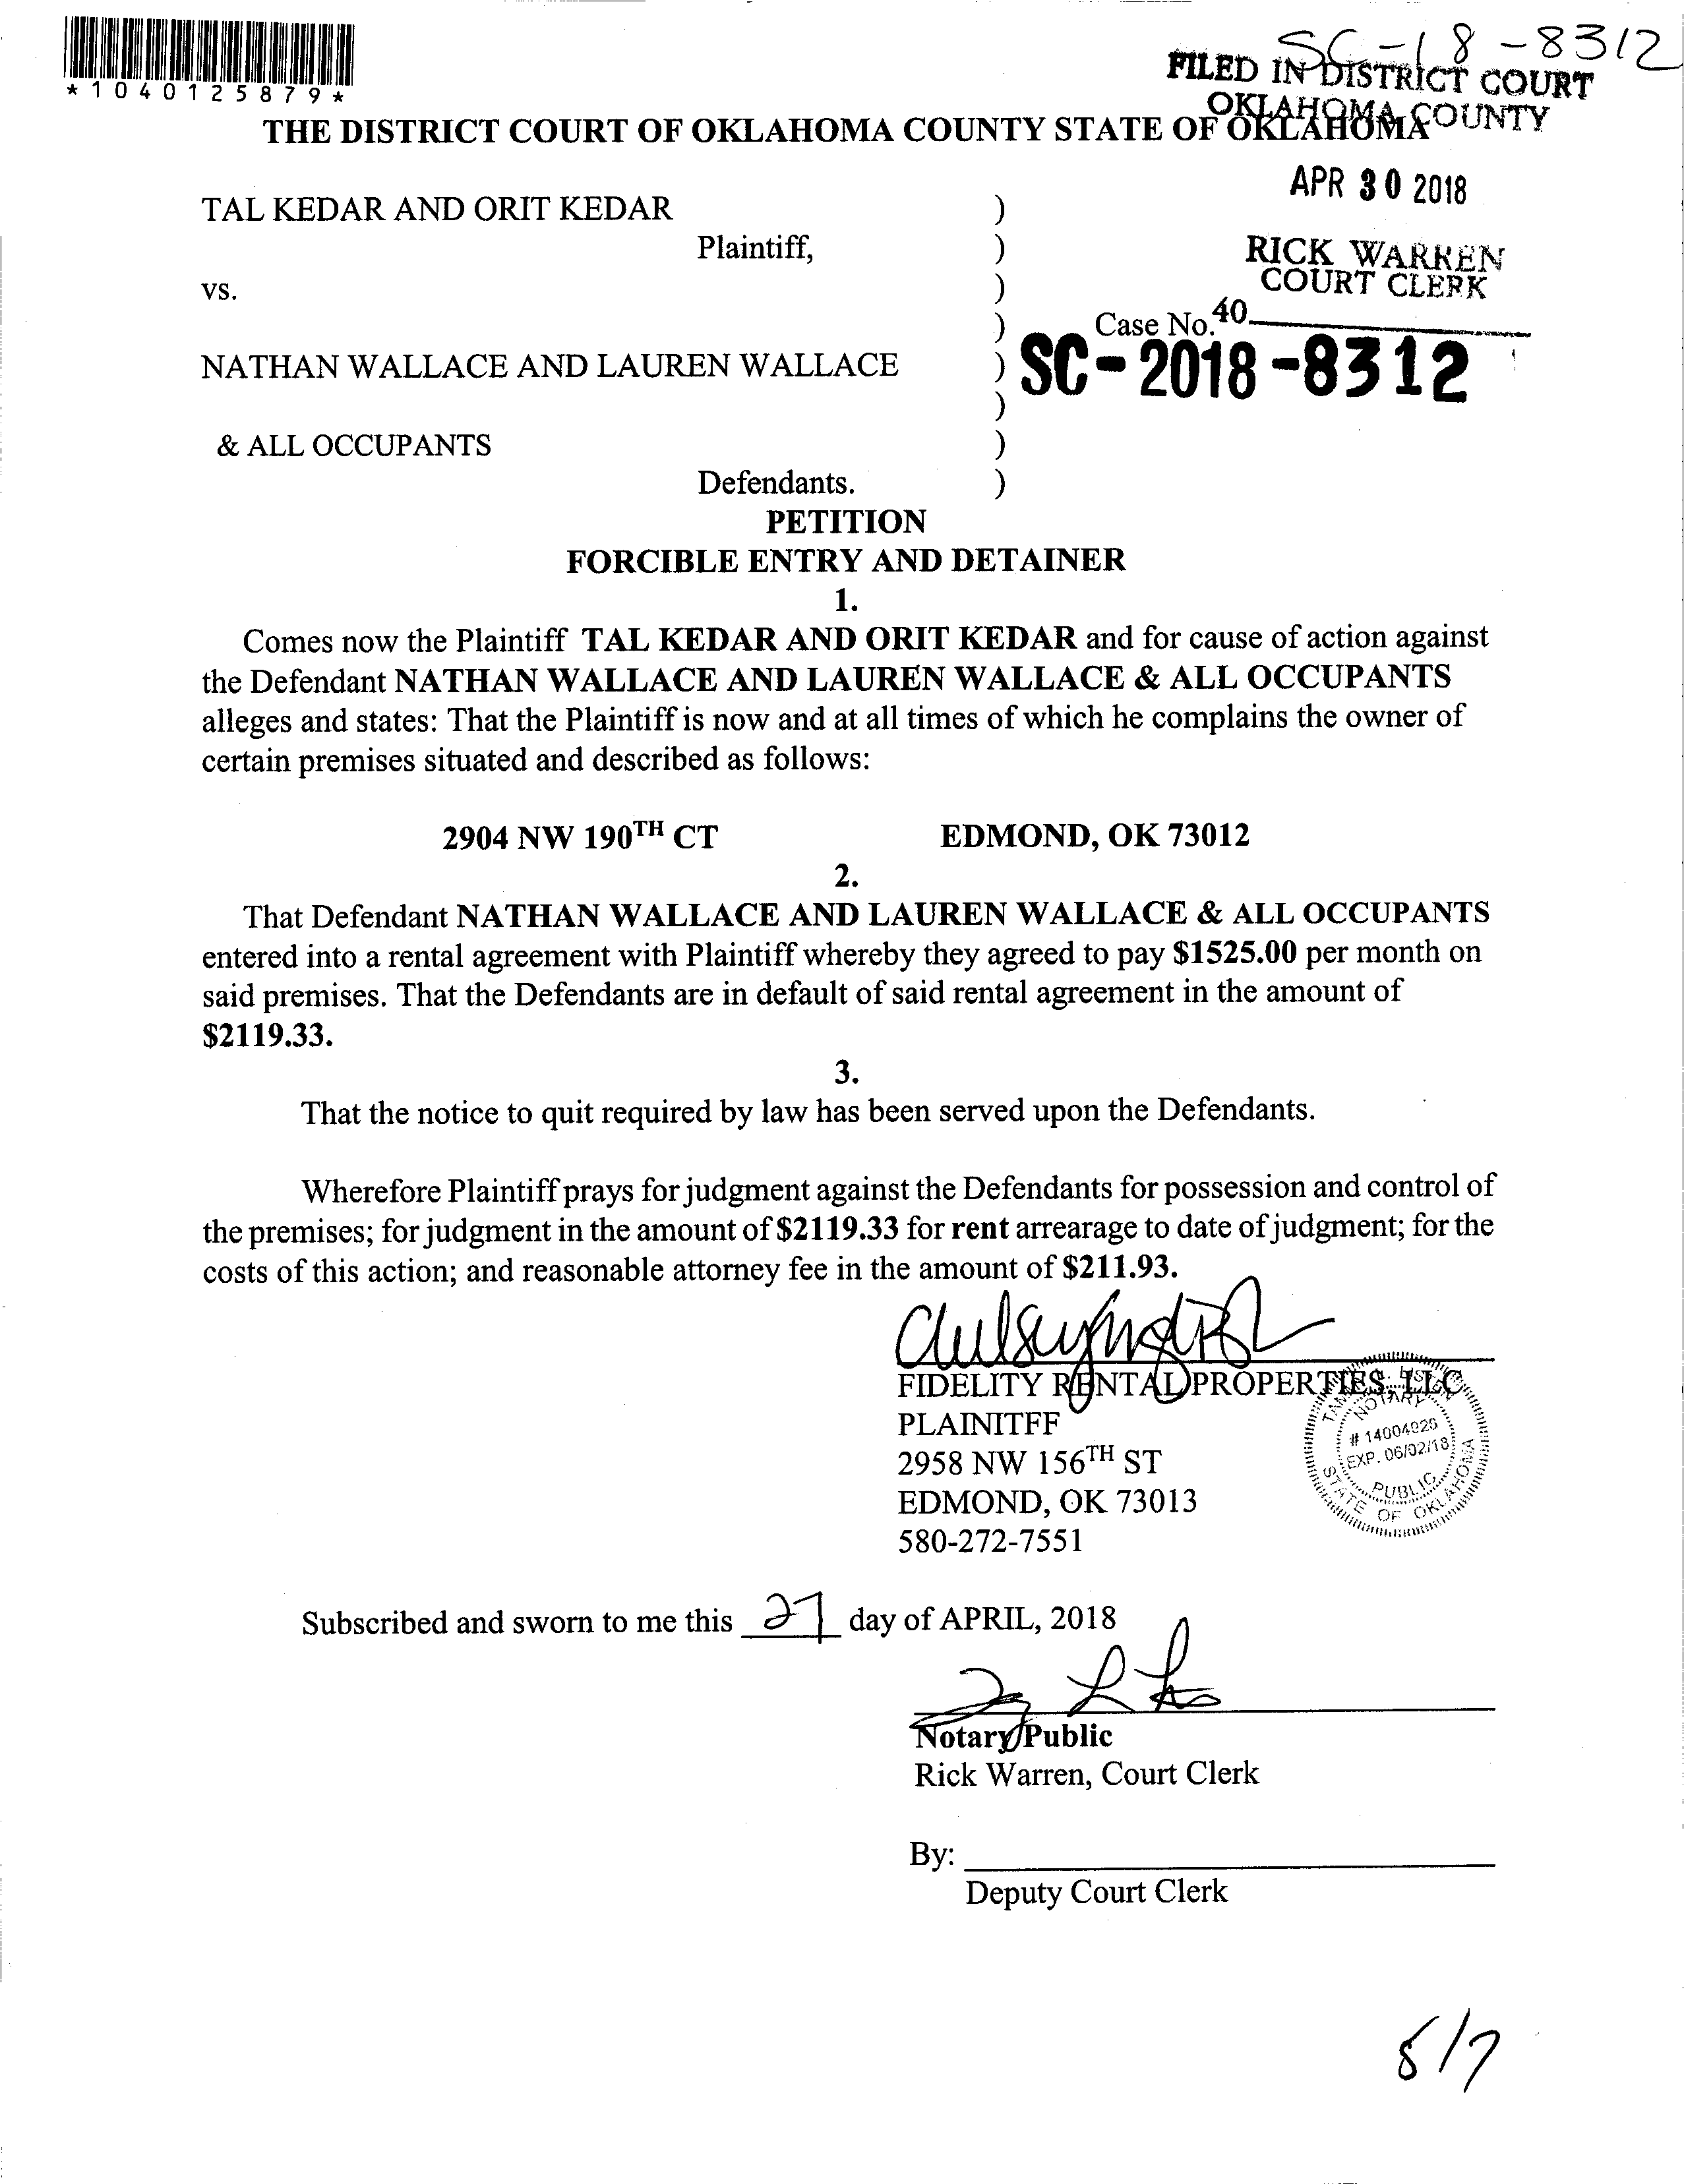 SC-18-8312
*1040125879*
FILED IN DISTRICT COURT
OKLAHOMA COUNTY
THE DISTRICT COURT OF OKLAHOMA COUNTY STATE OF OKLAHOMA
APR 30 2018
TAL KEDAR AND ORIT KEDAR )
Plaintiff, )
RICK WARREN
COURT CLERK
vs. )
) Case No. 40
NATHAN WALLACE AND LAUREN WALLACE ) SC-2018-8312
)
& ALL OCCUPANTS )
Defendants. )
PETITION
FORCIBLE ENTRY AND DETAINER
1.
Comes now the Plaintiff TAL KEDAR AND ORIT KEDAR and for cause of action against
the Defendant NATHAN WALLACE AND LAUREN WALLACE & ALL OCCUPANTS
alleges and states: That the Plaintiff is now and at all times of which he complains the owner of
certain premises situated and described as follows:
2904 NW 190TH CT EDMOND, OK 73012
2.
That Defendant NATHAN WALLACE AND LAUREN WALLACE & ALL OCCUPANTS
entered into a rental agreement with Plaintiff whereby they agreed to pay $1525.00 per month on
said premises. That the Defendants are in default of said rental agreement in the amount of
$2119.33.
3.
That the notice to quit required by law has been served upon the Defendants.
Wherefore Plaintiff prays for judgment against the Defendants for possession and control of
the premises; for judgment in the amount of $2119.33 for rent arrearage to date of judgment; for the
costs of this action; and reasonable attorney fee in the amount of $211.93.
FIDELITY RENTAL PROPERTIES, LLC
PLAINITFF
2958 NW 156TH ST
EDMOND, OK 73013
580-272-7551
NOTARY
# 14004926
EXP. 06/02/18
PUBLIC
STATE OF OKLAHOMA
Subscribed and sworn to me this 27 day of APRIL, 2018
Notary Public
Rick Warren, Court Clerk
By:
Deputy Court Clerk
5/7